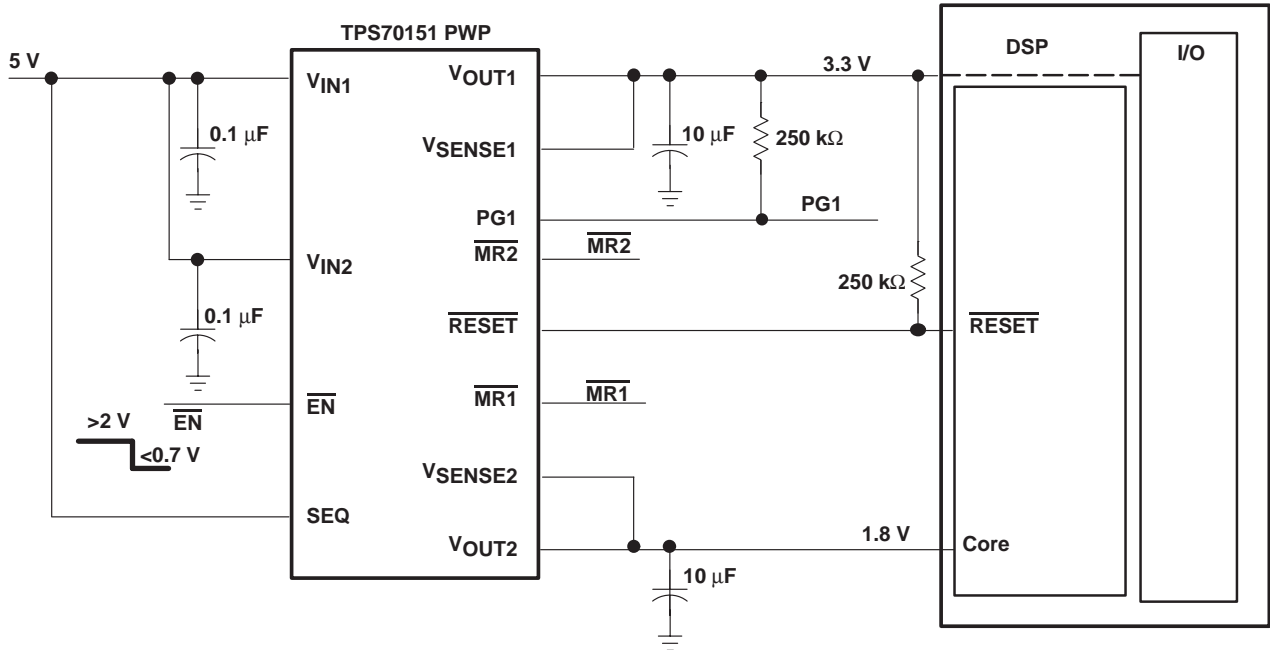 TPS70151 PWP
DSP
I/O
5 V
VIN1
VOUT1
3.3 V
0.1 μF
VSENSE1
10 μF
250 kΩ
PG1
PG1
MR2
MR2
VIN2
250 kΩ
0.1 μF
RESET
RESET
EN
EN
MR1
MR1
>2 V
<0.7 V
VSENSE2
SEQ
VOUT2
1.8 V
Core
10 μF